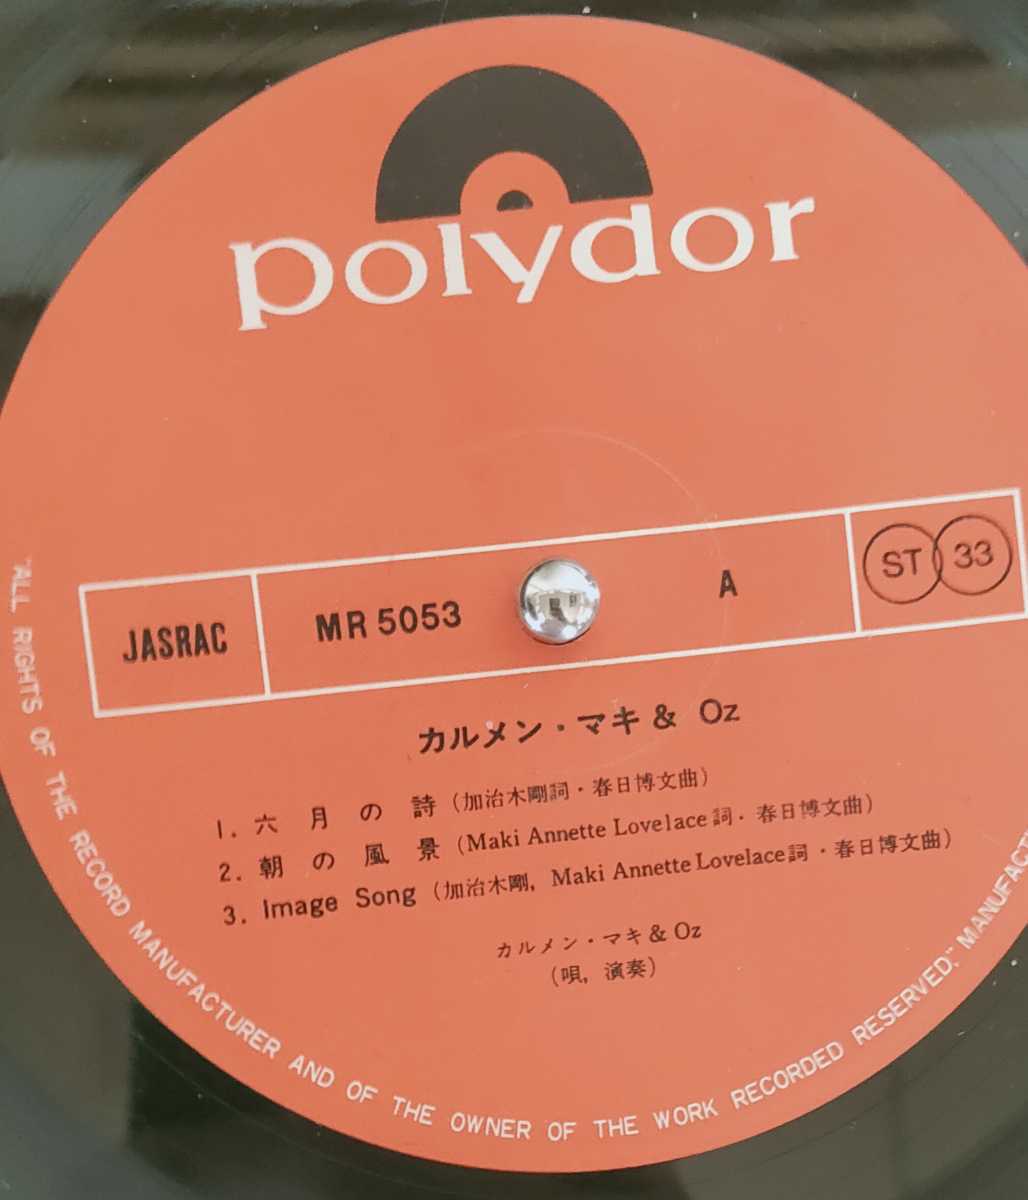 polydor
JASRAC MR 5053 A ST 33
カルメン・マキ & Oz
1. 六月の詩 (加治木剛詞・春日博文曲)
2. 朝の風景 (Maki Annette Lovelace詞・春日博文曲)
3. Image Song (加治木剛, Maki Annette Lovelace詞・春日博文曲)
カルメン・マキ & Oz
(唄, 演奏)
"ALL RIGHTS OF THE RECORD MANUFACTURER AND OF THE OWNER OF THE WORK RECORDED RESERVED." MANUFACT